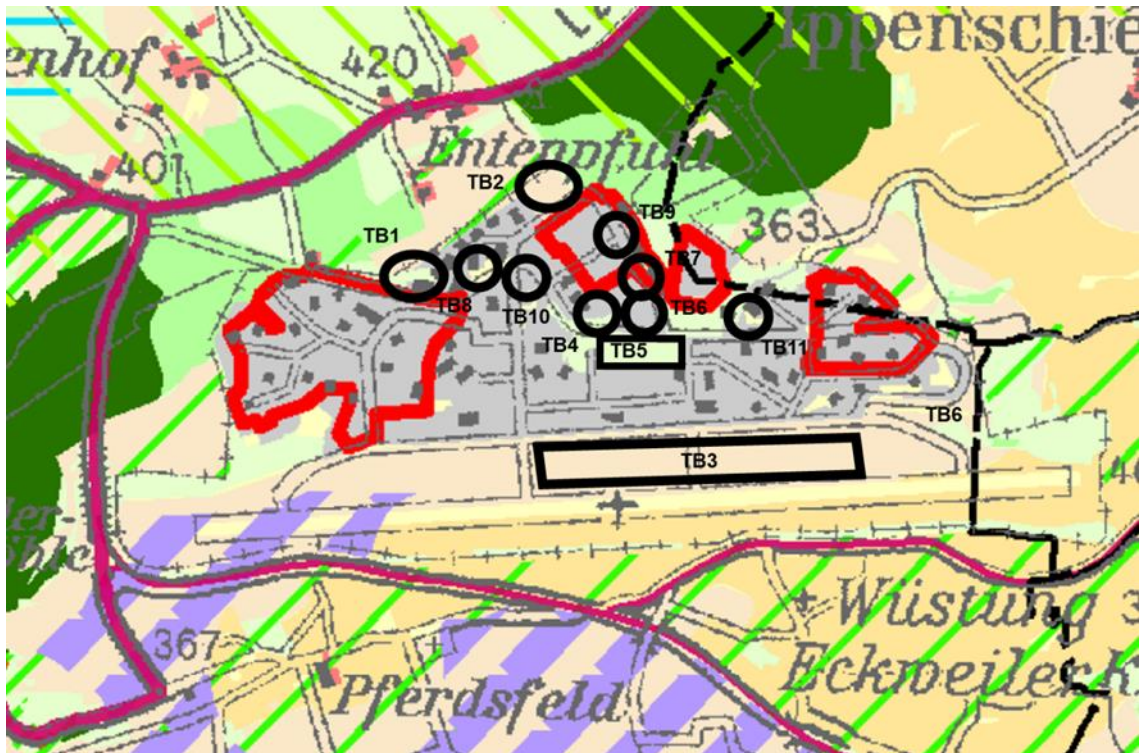 Ippenschie
enhof
420
Entenpfuhl
401
TB2
TB9
363
TB1
TB7
TB8
TB10
TB6
TB4
TB5
TB11
TB6
TB3
Wüstung 3
367
Eckweiler K
Pferdsfeld